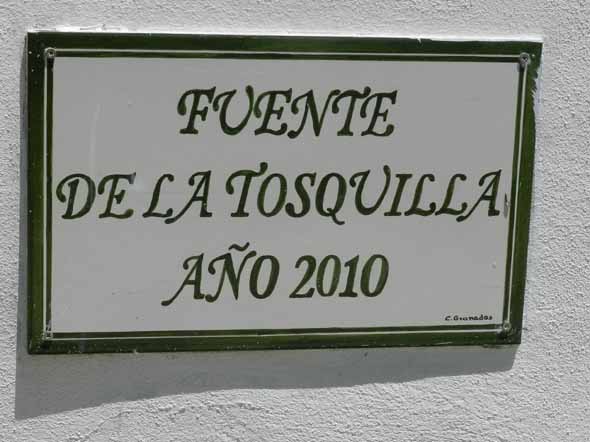 FUENTE
DE LA TOSQUILLA
AÑO 2010
C. Granados